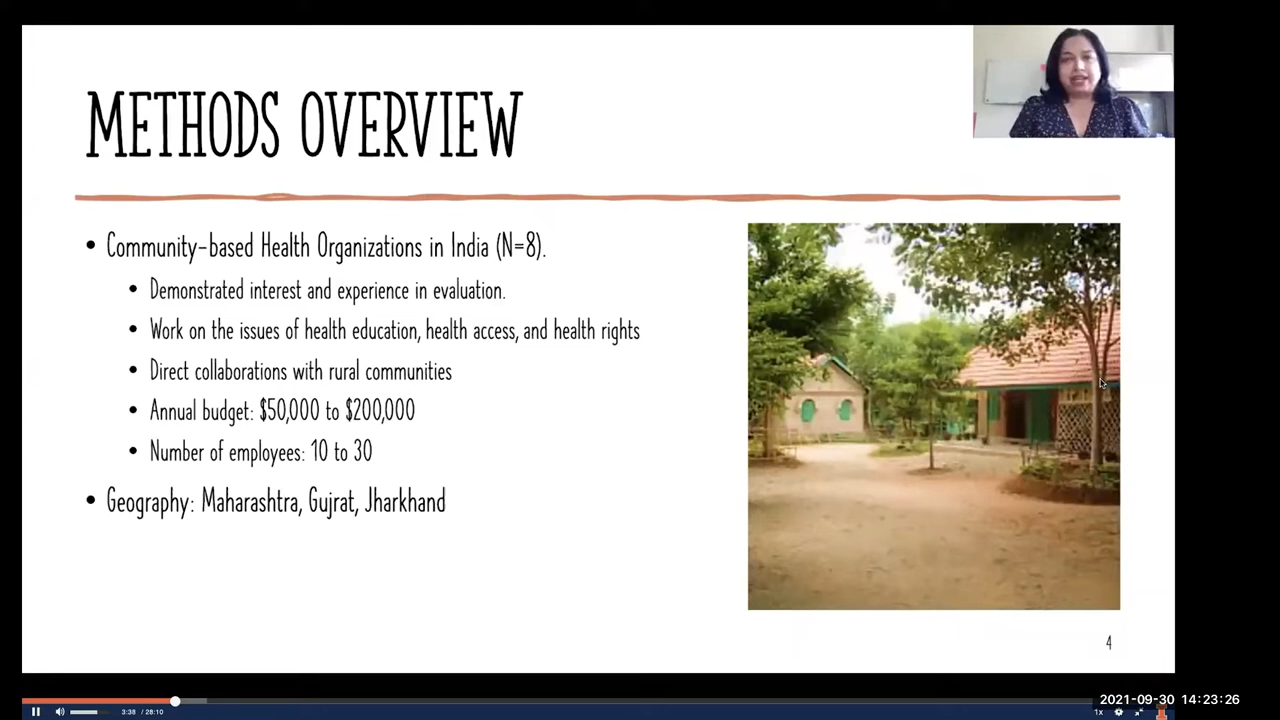 METHODS OVERVIEW
• Community-based Health Organizations in India (N=8).
• Demonstrated interest and experience in evaluation.
• Work on the issues of health education, health access, and health rights
• Direct collaborations with rural communities
• Annual budget: $50,000 to $200,000
• Number of employees: 10 to 30
• Geography: Maharashtra, Gujrat, Jharkhand
4
2021-09-30 14:23:26
3:38 / 28:10
1x